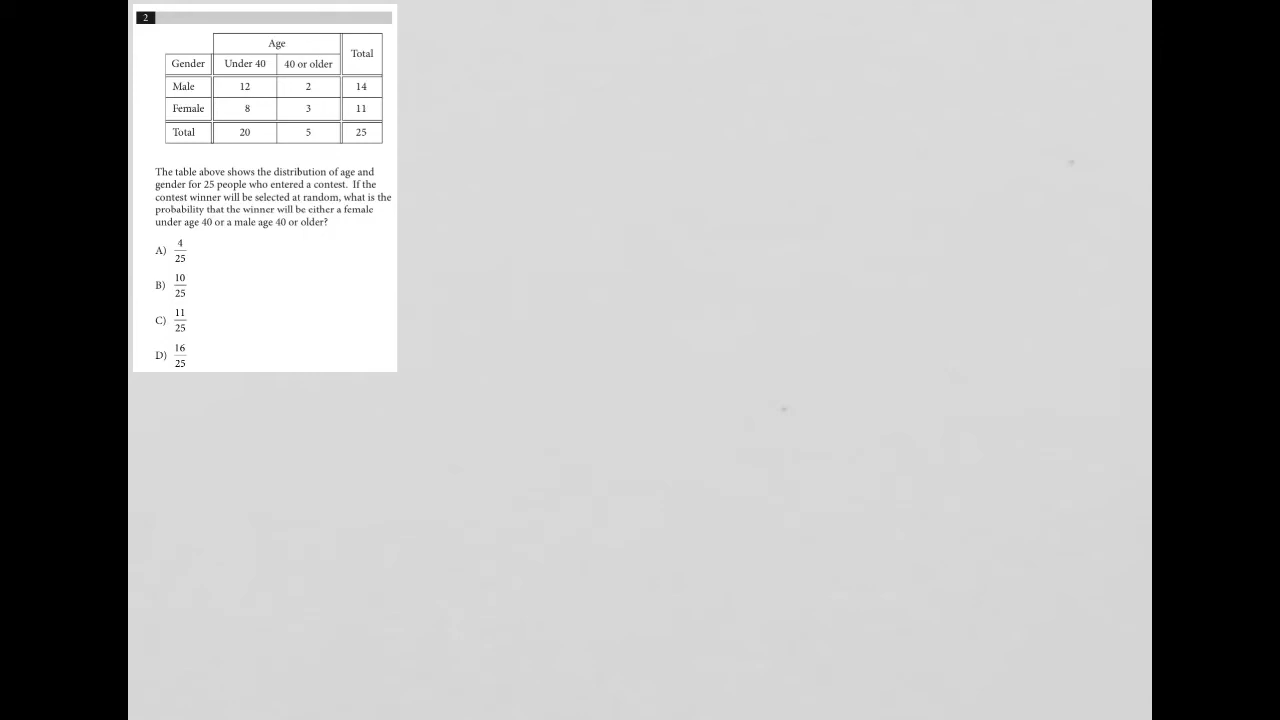 2
Age
Total
Gender Under 40 40 or older
Male 12 2 14
Female 8 3 11
Total 20 5 25
The table above shows the distribution of age and
gender for 25 people who entered a contest. If the
contest winner will be selected at random, what is the
probability that the winner will be either a female
under age 40 or a male age 40 or older?
A) 4/25
B) 10/25
C) 11/25
D) 16/25